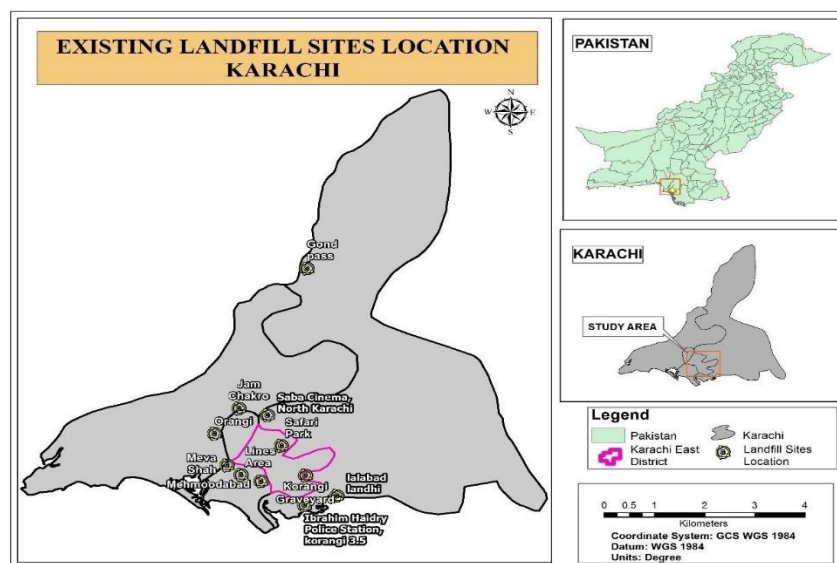 EXISTING LANDFILL SITES LOCATION
KARACHI
N
W
E
S
Gond
pass
Jam
Chakro
Saba Cinema,
North Karachi
Orangi
Safari
Park
Meva
Shah
Lines
Area
Mehmoodabad
Korangi
Graveyard
lalabad
landhi
Ibrahim Haidry
Police Station,
korangi 3.5
PAKISTAN
KARACHI
STUDY AREA
Legend
Pakistan
Karachi
Karachi East
District
Landfill Sites
Location
0 0.5 1 2 3 4
Kilometers
Coordinate System: GCS WGS 1984
Datum: WGS 1984
Units: Degree